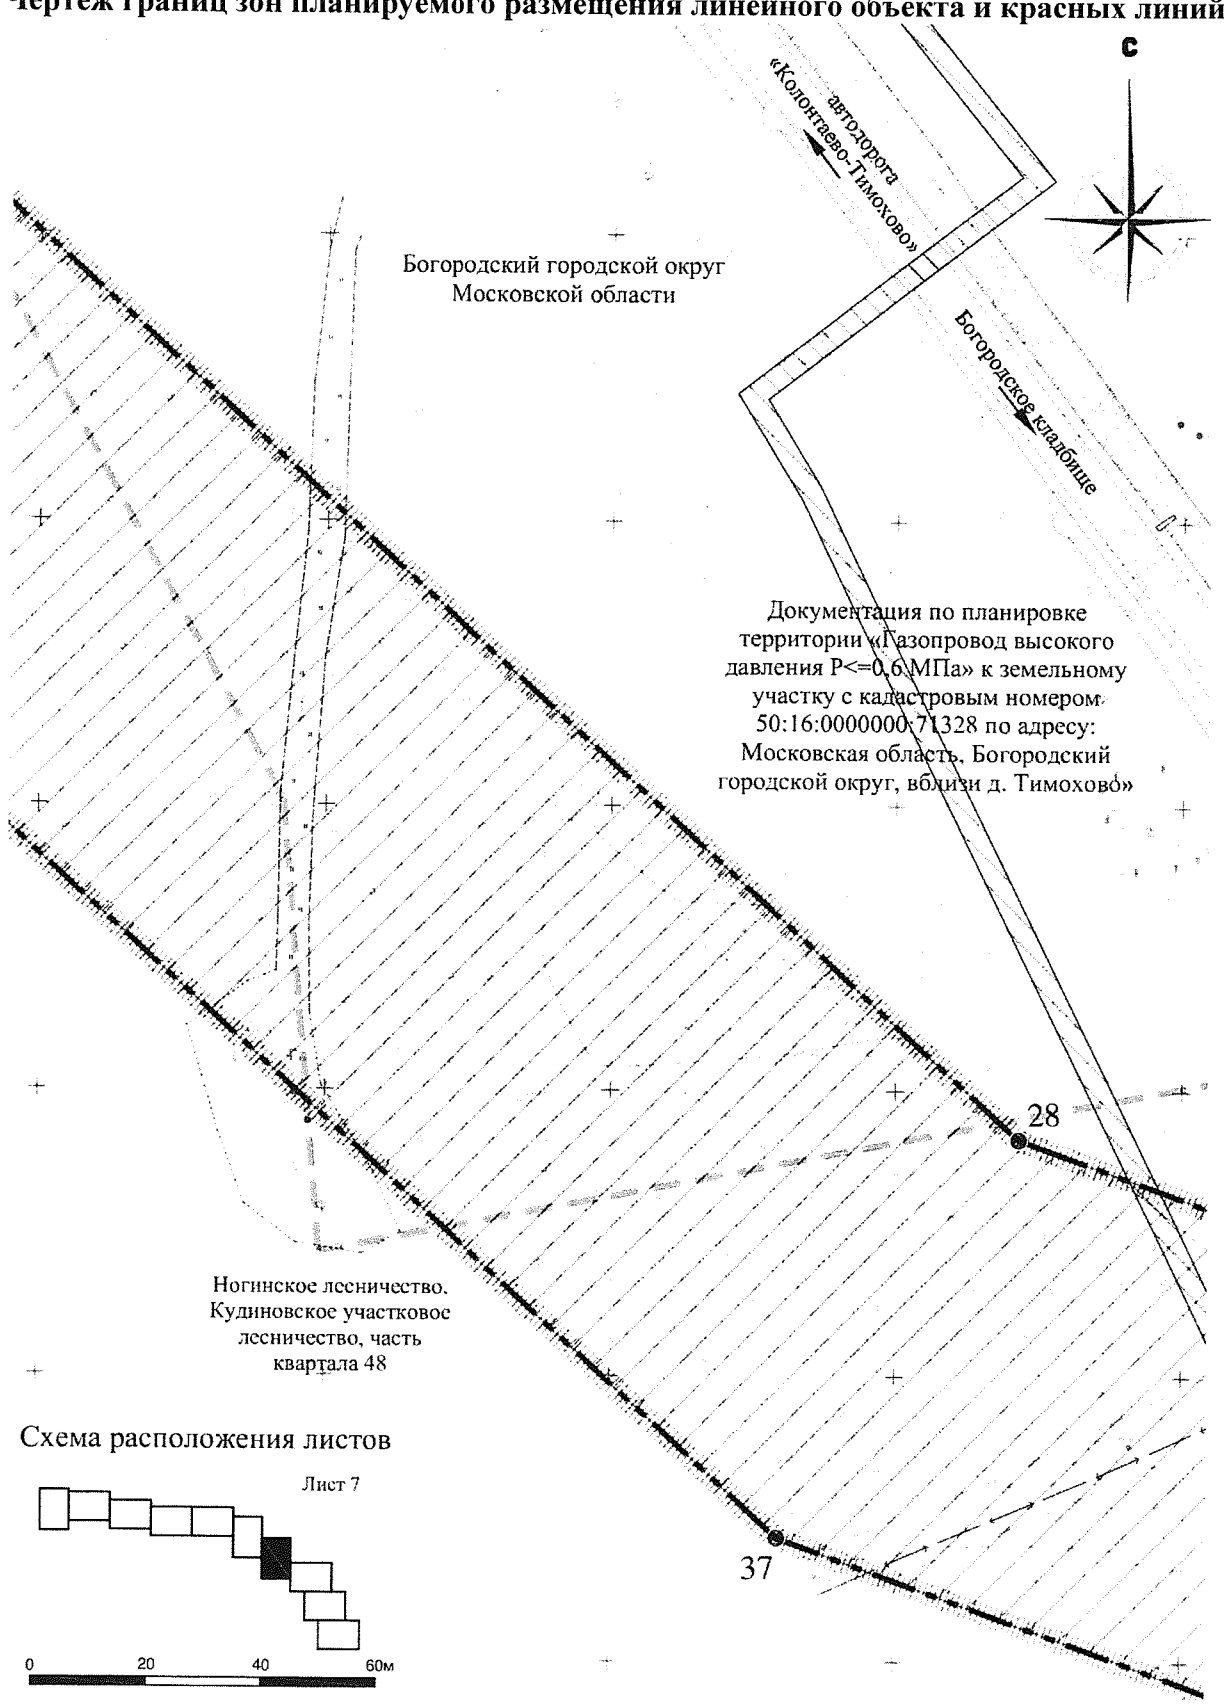 Чертеж границ зон планируемого размещения линейного объекта и красных линий
С
автодорога
«Колонтаево-Тимохово»
Богородский городской округ
Московской области
Богородское кладбище
Документация по планировке
территории «Газопровод высокого
давления P<=0,6 МПа» к земельному
участку с кадастровым номером
50:16:0000000:71328 по адресу:
Московская область, Богородский
городской округ, вблизи д. Тимохово»
28
Ногинское лесничество.
Кудиновское участковое
лесничество, часть
квартала 48
Схема расположения листов
Лист 7
37
0 20 40 60м